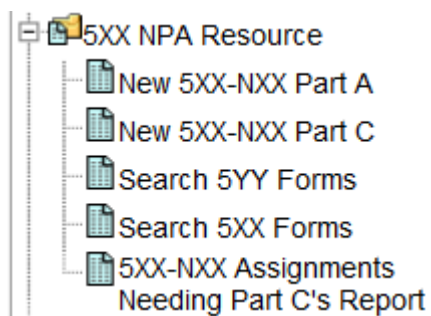 5XX NPA Resource
New 5XX-NXX Part A
New 5XX-NXX Part C
Search 5YY Forms
Search 5XX Forms
5XX-NXX Assignments
Needing Part C's Report